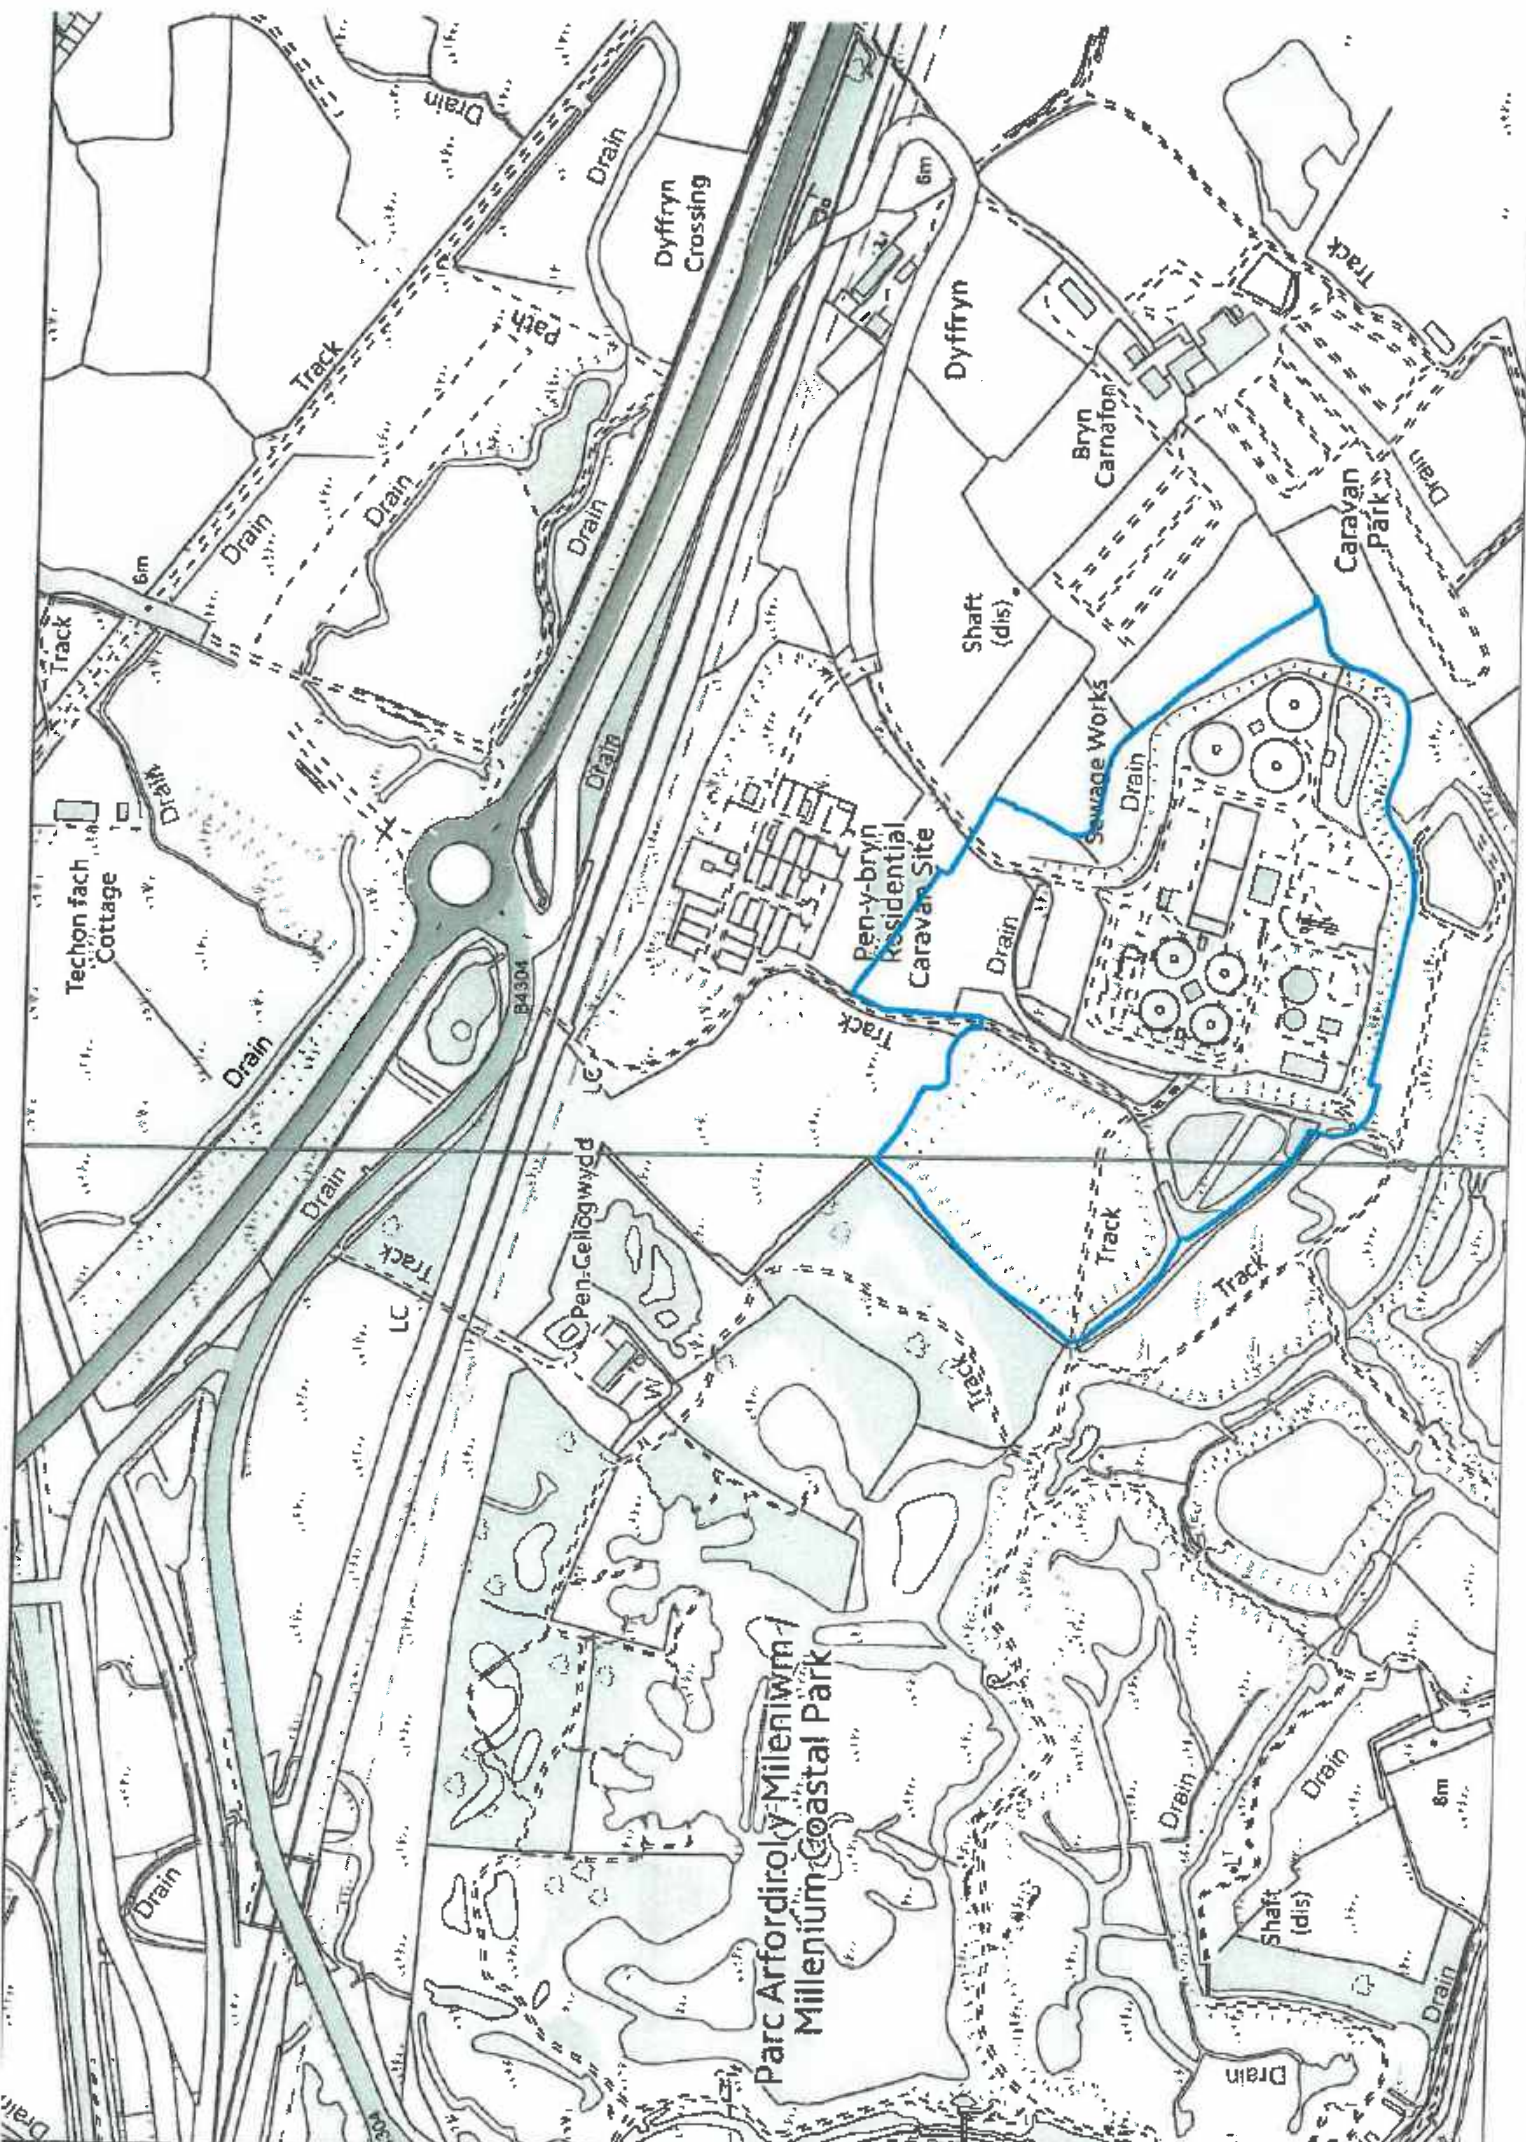 Drain
Drain
Dyffryn
Crossing
6m
Track
Path
Dyffryn
Track
Drain
Drain
Drain
Bryn
Carnafon
Caravan
Park
Drain
6m
Track
Shaft
(dis)
Drain
Sewage Works
Drain
Techon fach
Cottage
Drain
Pen-y-bryn
Residential
Caravan Site
Drain
B4304
Track
Drain
LC
Drain
Pen-Gellogwydd
Track
Track
LC
Track
Track
W
Parc Arfordirol y Mileniwm /
Millenium Coastal Park
Drain
Drain
8m
Drain
Shaft
(dis)
LT
Drain
Drain
Drain
304